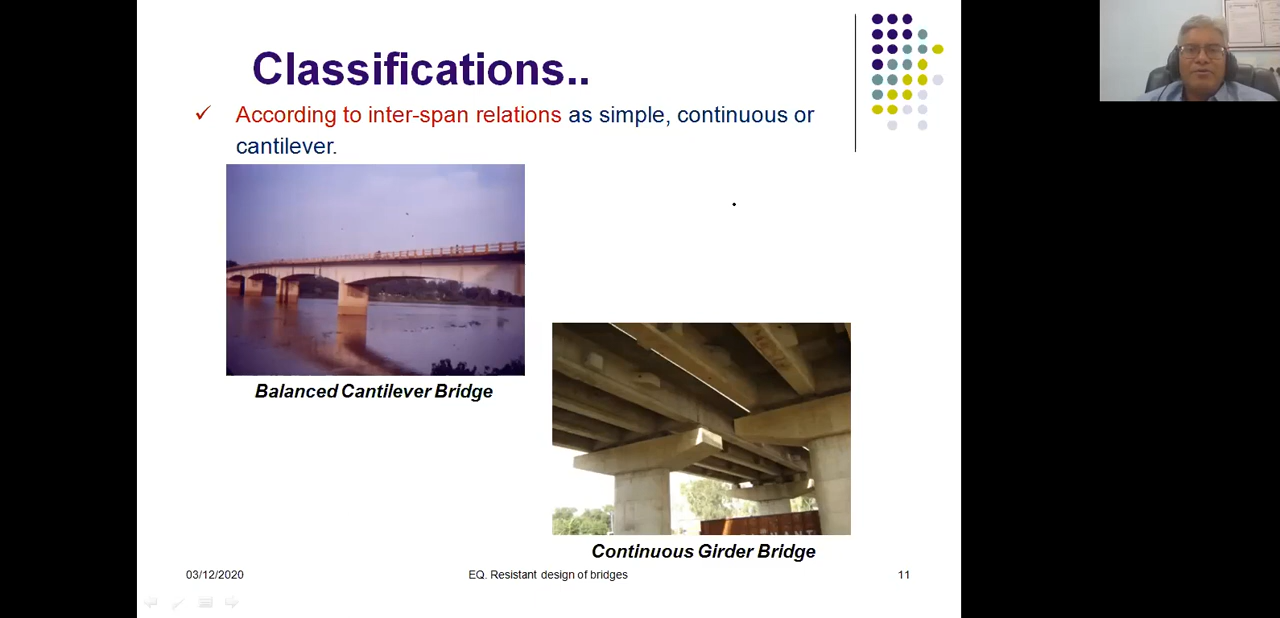 Classifications..
✓ According to inter-span relations as simple, continuous or
cantilever.
Balanced Cantilever Bridge
Continuous Girder Bridge
03/12/2020
EQ. Resistant design of bridges
11